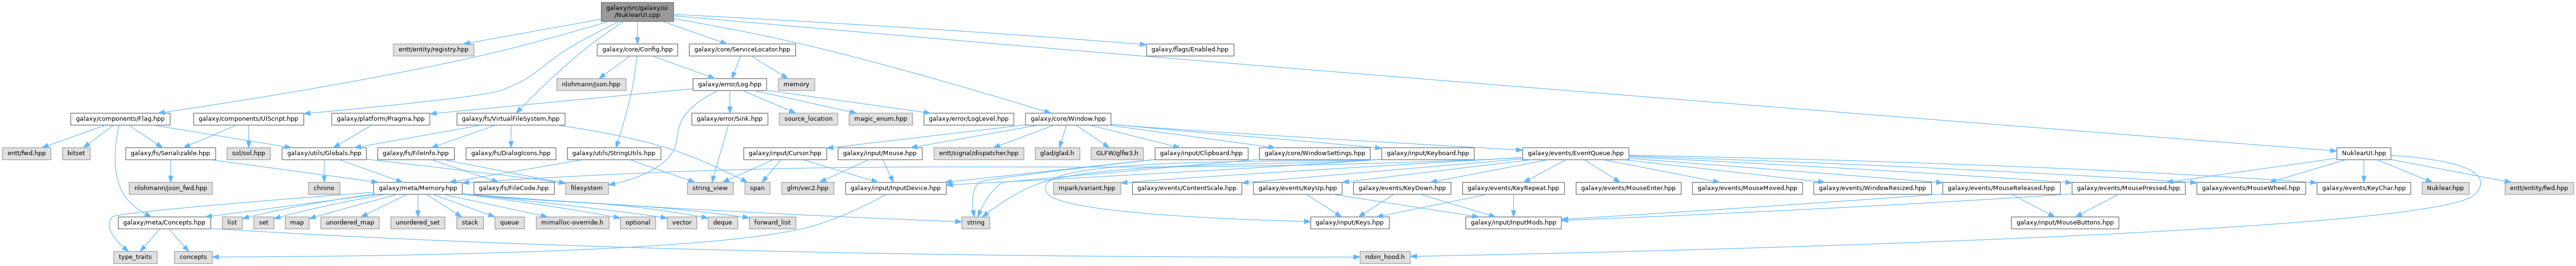 galaxy/src/galaxy/ui
/NuklearUI.cpp
entt/entity/registry.hpp
galaxy/core/Config.hpp
galaxy/core/ServiceLocator.hpp
galaxy/flags/Enabled.hpp
nlohmann/json.hpp
galaxy/error/Log.hpp
memory
galaxy/components/Flag.hpp
galaxy/components/UIScript.hpp
galaxy/platform/Pragma.hpp
galaxy/fs/VirtualFileSystem.hpp
galaxy/error/Sink.hpp
source_location
magic_enum.hpp
galaxy/error/LogLevel.hpp
galaxy/core/Window.hpp
entt/fwd.hpp
bitset
galaxy/fs/Serializable.hpp
sol/sol.hpp
galaxy/utils/Globals.hpp
galaxy/fs/FileInfo.hpp
galaxy/fs/DialogIcons.hpp
galaxy/utils/StringUtils.hpp
galaxy/input/Cursor.hpp
galaxy/input/Mouse.hpp
entt/signal/dispatcher.hpp
glad/glad.h
GLFW/glfw3.h
galaxy/input/Clipboard.hpp
galaxy/core/WindowSettings.hpp
galaxy/input/Keyboard.hpp
galaxy/events/EventQueue.hpp
NuklearUI.hpp
nlohmann/json_fwd.hpp
chrono
galaxy/meta/Memory.hpp
galaxy/fs/FileCode.hpp
filesystem
string_view
span
glm/vec2.hpp
galaxy/input/InputDevice.hpp
mpark/variant.hpp
galaxy/events/ContentScale.hpp
galaxy/events/KeyUp.hpp
galaxy/events/KeyDown.hpp
galaxy/events/KeyRepeat.hpp
galaxy/events/MouseEnter.hpp
galaxy/events/MouseMoved.hpp
galaxy/events/WindowResized.hpp
galaxy/events/MouseReleased.hpp
galaxy/events/MousePressed.hpp
galaxy/events/MouseWheel.hpp
galaxy/events/KeyChar.hpp
Nuklear.hpp
entt/entity/fwd.hpp
galaxy/meta/Concepts.hpp
list
set
map
unordered_map
unordered_set
stack
queue
mimalloc-override.h
optional
vector
deque
forward_list
string
galaxy/input/Keys.hpp
galaxy/input/InputMods.hpp
galaxy/input/MouseButtons.hpp
type_traits
concepts
robin_hood.h